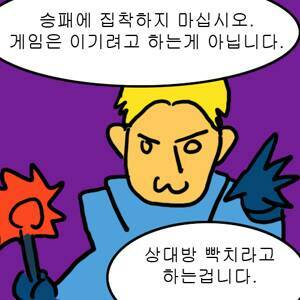 승패에 집착하지 마십시오.
게임은 이기려고 하는게 아닙니다.
상대방 빡치라고
하는겁니다.